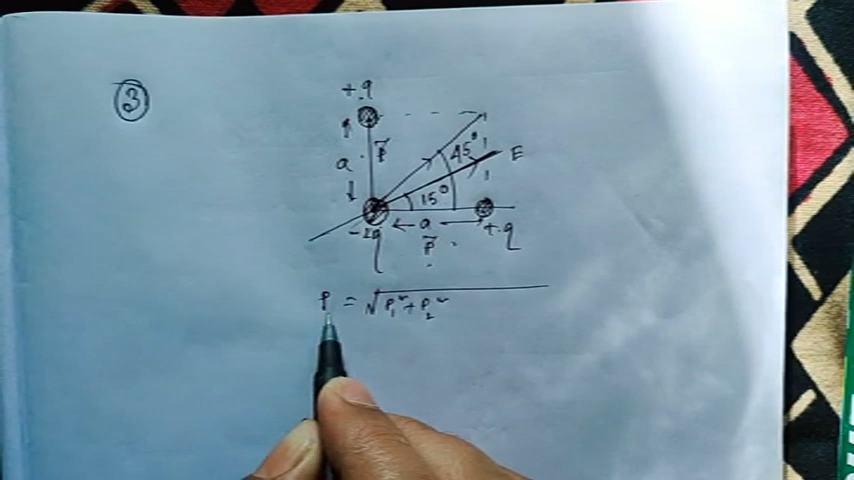 3
+q
a P
45°
E
15°
-2q
a
+q
P
P = √P₁² + P₂²